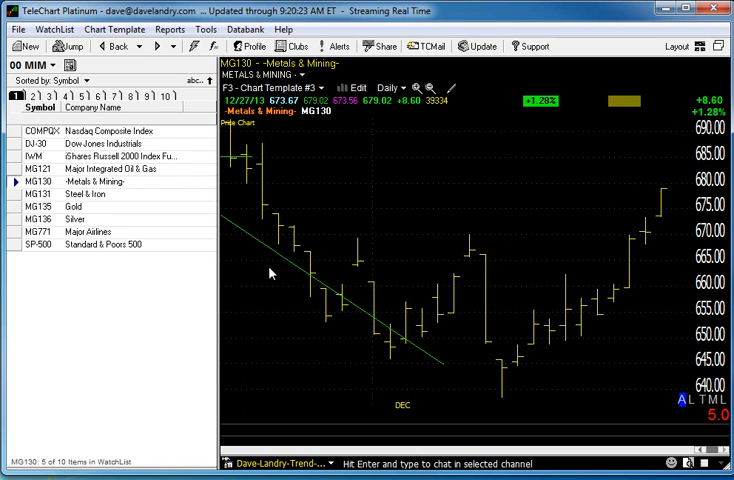 TeleChart Platinum - dave@davelandry.com ... Updated through 9:20:23 AM ET - Streaming Real Time
File Watchlist Chart Template Reports Tools Databank Help
New Jump Back Profile Clubs Alerts Share TCMail Update Support Layout
00 MIM
Sorted by: Symbol abc..
1 2 3 4 5 6 7 8 9 10
Symbol Company Name
COMPQX Nasdaq Composite Index
DJ-30 Dow Jones Industrials
IWM iShares Russell 2000 Index Fu...
MG121 Major Integrated Oil & Gas
MG130 -Metals & Mining-
MG131 Steel & Iron
MG135 Gold
MG136 Silver
MG771 Major Airlines
SP-500 Standard & Poors 500
MG130: 5 of 10 Items in WatchList
MG130 - -Metals & Mining-
METALS & MINING -
F3 - Chart Template #3 Edit Daily
12/27/13 673.67 679.02 673.56 679.02 +8.60 39334 +1.28% +8.60
-Metals & Mining- MG130 +1.28%
Price Chart
690.00
685.00
680.00
675.00
670.00
665.00
660.00
655.00
650.00
645.00
640.00
DEC
A L T M L
5.0
Dave-Landry-Trend-... Hit Enter and type to chat in selected channel